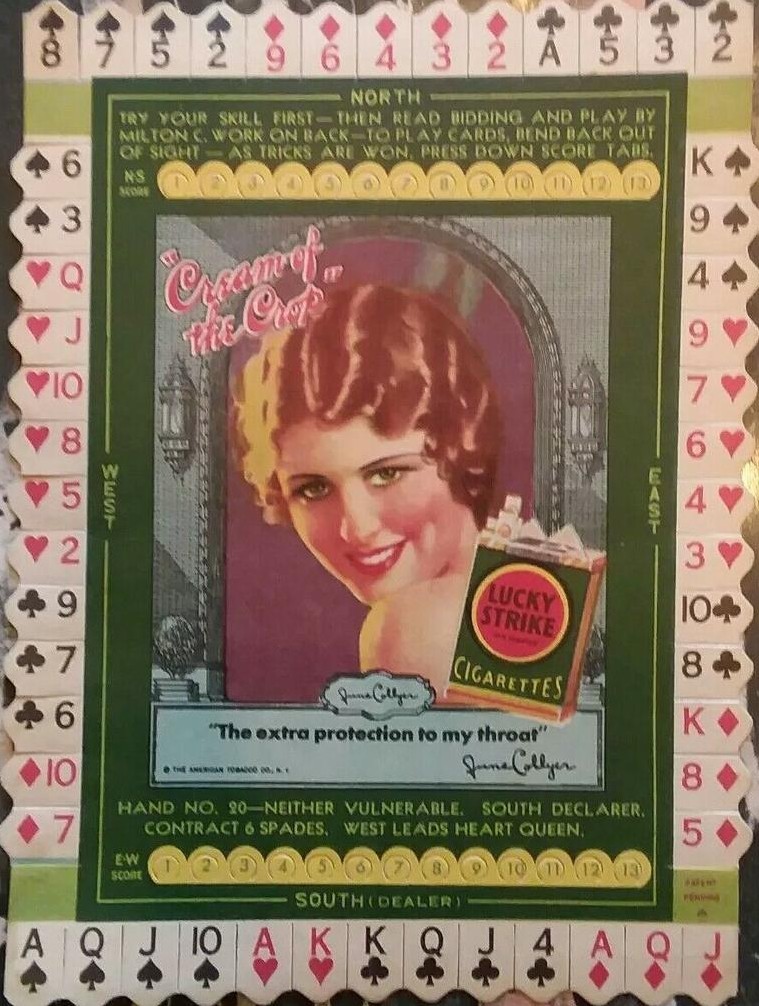 8 7 5 2 9 6 4 3 2 A 5 3 2
NORTH
TRY YOUR SKILL FIRST—THEN READ BIDDING AND PLAY BY
MILTON C. WORK ON BACK—TO PLAY CARDS, BEND BACK OUT
OF SIGHT — AS TRICKS ARE WON, PRESS DOWN SCORE TABS.
N-S
SCORE
1 2 3 4 5 6 7 8 9 10 11 12 13
6
3
Q
J
10
8
5
2
9
7
6
10
7
WEST
"Cream of
the Crop"
LUCKY
STRIKE
CIGARETTES
June Collyer
"The extra protection to my throat"
June Collyer
© THE AMERICAN TOBACCO CO., N. Y.
EAST
K
9
4
9
7
6
4
3
10
8
K
8
5
HAND NO. 20—NEITHER VULNERABLE. SOUTH DECLARER.
CONTRACT 6 SPADES. WEST LEADS HEART QUEEN.
E-W
SCORE
1 2 3 4 5 6 7 8 9 10 11 12 13
PATENT
PENDING
SOUTH (DEALER)
A Q J 10 A K K Q J 4 A Q J